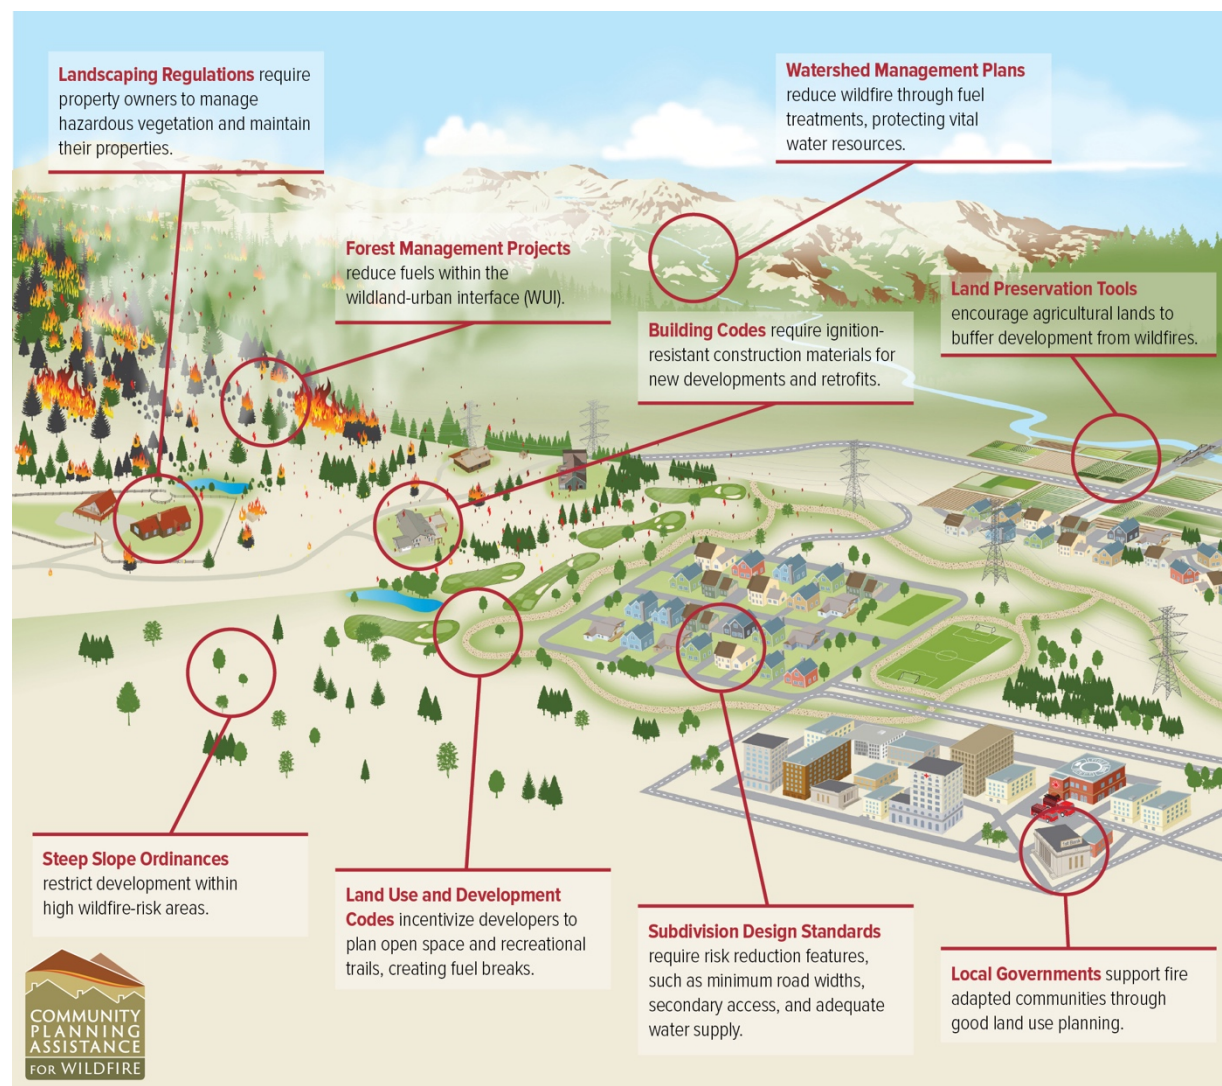 Landscaping Regulations require
property owners to manage
hazardous vegetation and maintain
their properties.
Watershed Management Plans
reduce wildfire through fuel
treatments, protecting vital
water resources.
Forest Management Projects
reduce fuels within the
wildland-urban interface (WUI).
Land Preservation Tools
encourage agricultural lands to
buffer development from wildfires.
Building Codes require ignition-
resistant construction materials for
new developments and retrofits.
Steep Slope Ordinances
restrict development within
high wildfire-risk areas.
Land Use and Development
Codes incentivize developers to
plan open space and recreational
trails, creating fuel breaks.
Subdivision Design Standards
require risk reduction features,
such as minimum road widths,
secondary access, and adequate
water supply.
Local Governments support fire
adapted communities through
good land use planning.
COMMUNITY
PLANNING
ASSISTANCE
FOR WILDFIRE